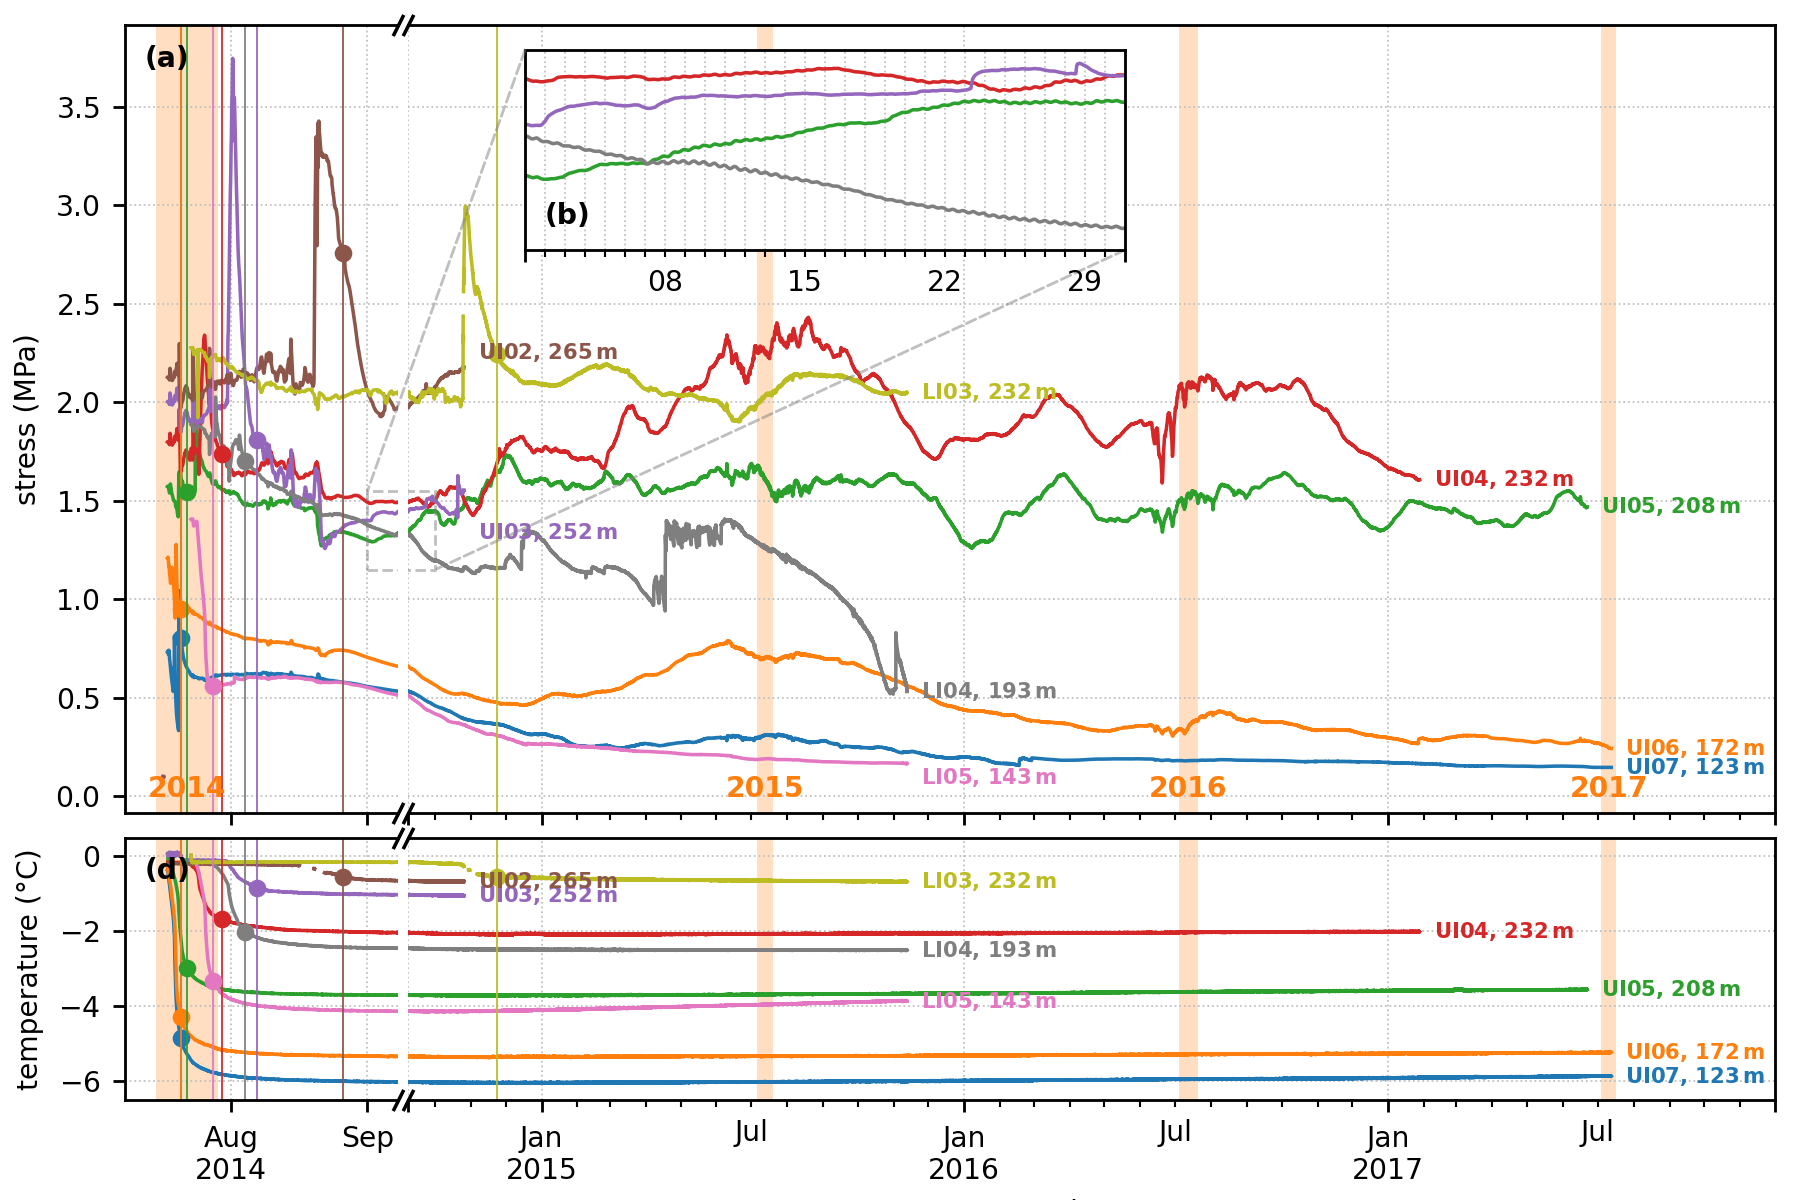 (a)
stress (MPa)
3.5
3.0
2.5
2.0
1.5
1.0
0.5
0.0
(b)
08 15 22 29
UI02, 265 m
LI03, 232 m
UI04, 232 m
UI05, 208 m
UI03, 252 m
LI04, 193 m
UI06, 172 m
UI07, 123 m
LI05, 143 m
2014 2015 2016 2017
(d)
temperature (°C)
0
−2
−4
−6
UI02, 265 m
UI03, 252 m
LI03, 232 m
UI04, 232 m
LI04, 193 m
UI05, 208 m
LI05, 143 m
UI06, 172 m
UI07, 123 m
Aug Sep Jan Jul Jan Jul Jan Jul
2014 2015 2016 2017